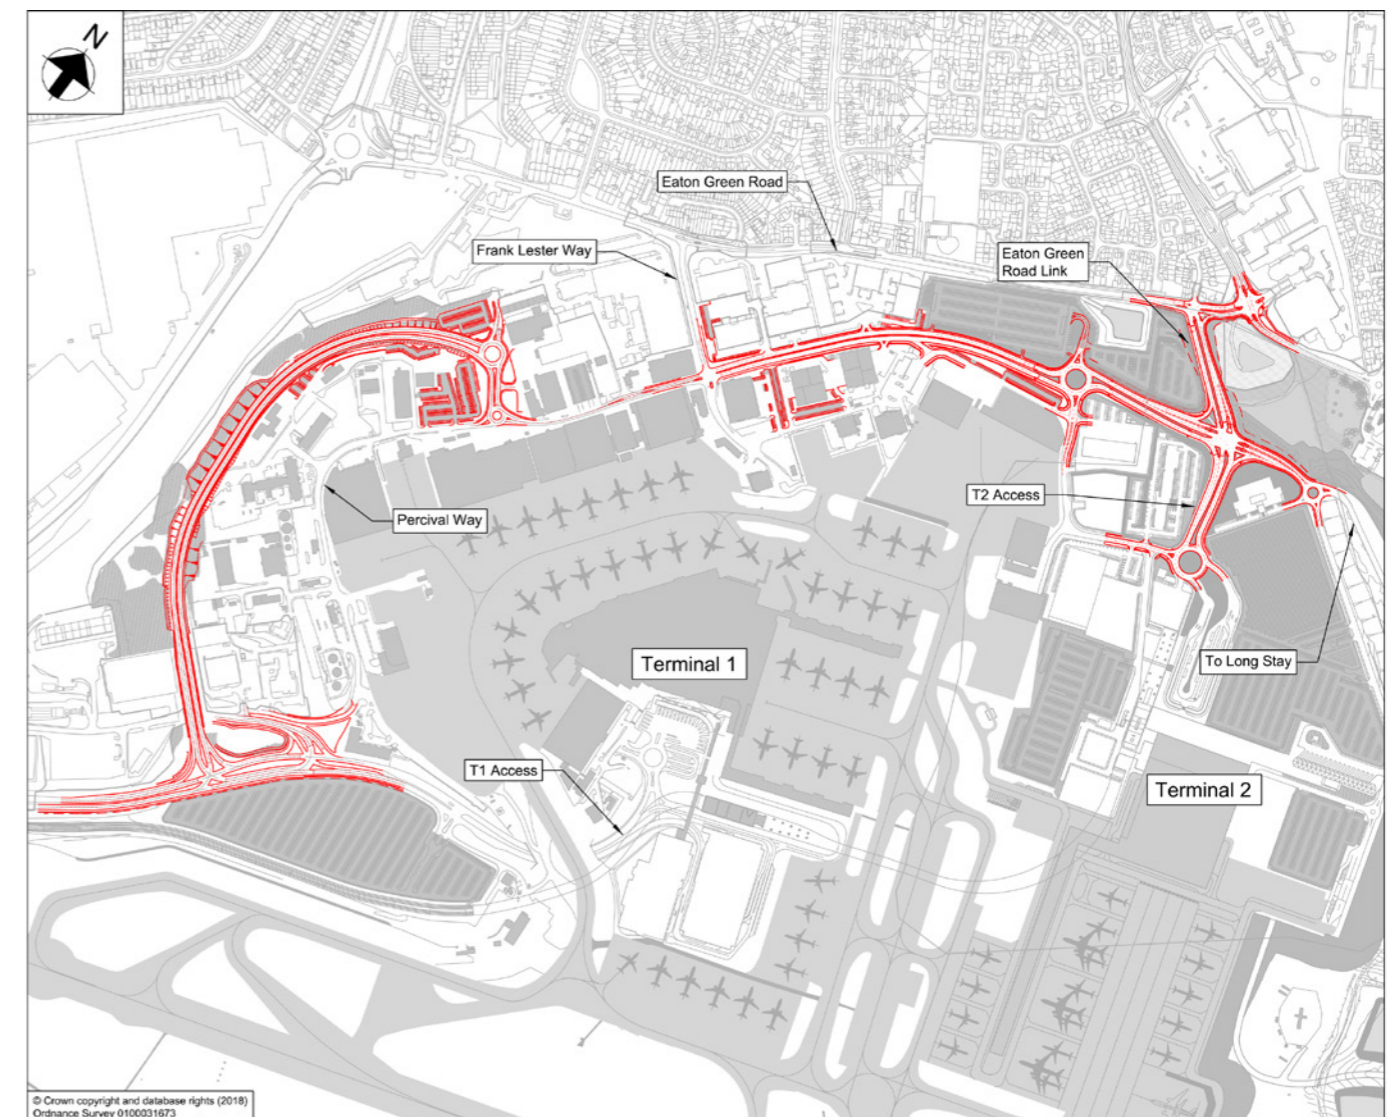 N
Eaton Green Road
Frank Lester Way
Eaton Green
Road Link
T2 Access
Percival Way
To Long Stay
Terminal 1
T1 Access
Terminal 2
© Crown copyright and database rights (2018)
Ordnance Survey 0100031673